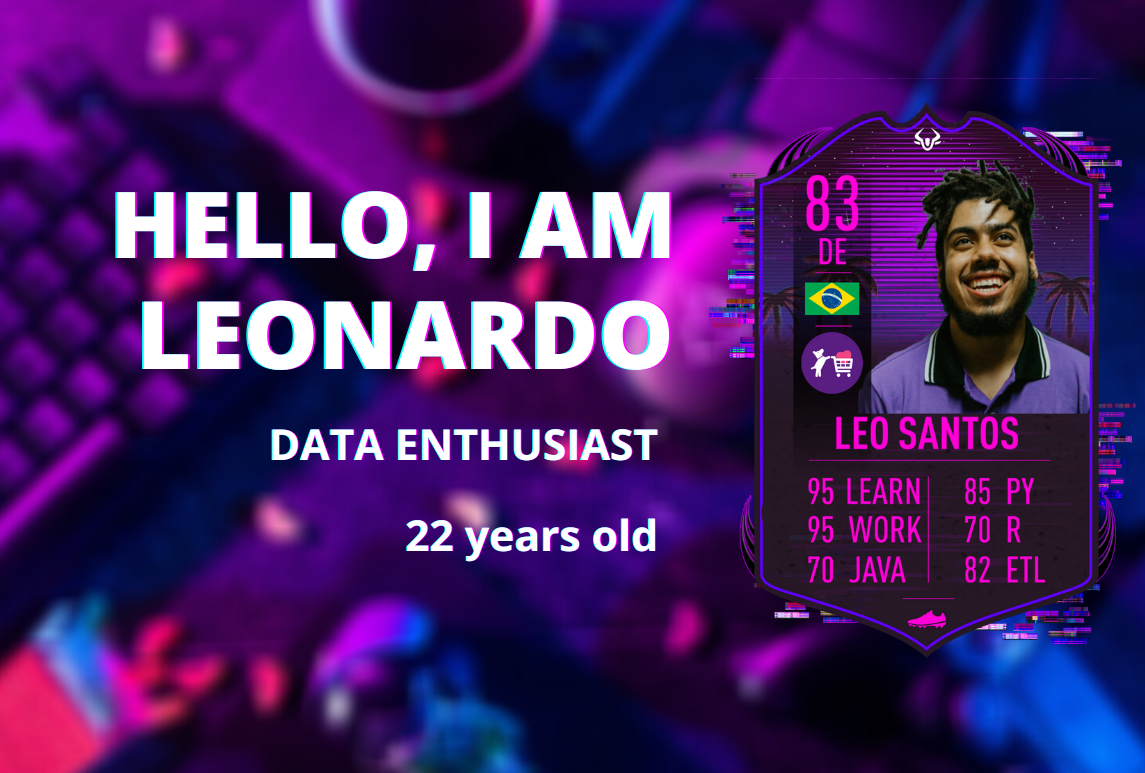 HELLO, I AM
LEONARDO
DATA ENTHUSIAST
22 years old
83
DE
LEO SANTOS
95 LEARN 85 PY
95 WORK 70 R
70 JAVA 82 ETL